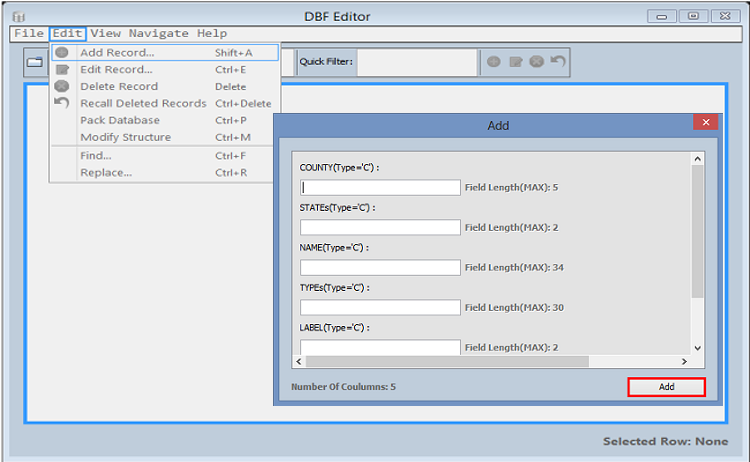 DBF Editor
File Edit View Navigate Help
Quick Filter:
Add Record... Shift+A
Edit Record... Ctrl+E
Delete Record Delete
Recall Deleted Records Ctrl+Delete
Pack Database Ctrl+P
Modify Structure Ctrl+M
Find... Ctrl+F
Replace... Ctrl+R
Add
COUNTY(Type='C') :
Field Length(MAX): 5
STATEs(Type='C') :
Field Length(MAX): 2
NAME(Type='C') :
Field Length(MAX): 34
TYPEs(Type='C') :
Field Length(MAX): 30
LABEL(Type='C') :
Field Length(MAX): 2
Number Of Coulumns: 5
Add
Selected Row: None